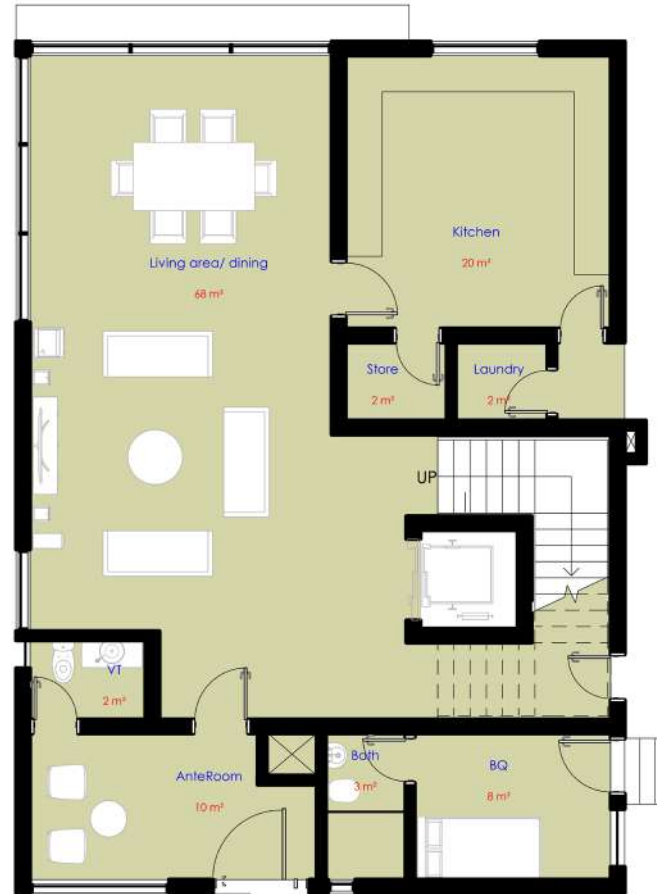 Kitchen
20 m²
Living area/ dining
68 m²
Store
2 m²
Laundry
2 m²
UP
VT
2 m²
AnteRoom
10 m²
Bath
3 m²
BQ
8 m²